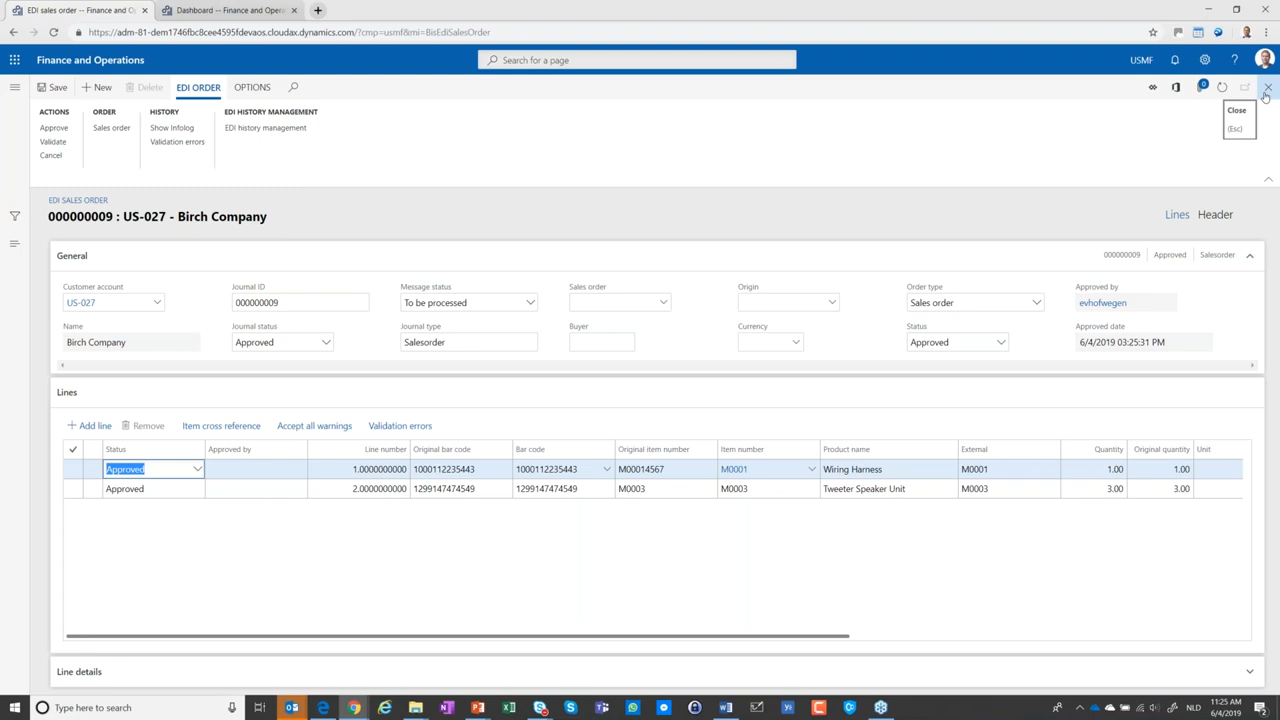 EDI sales order -- Finance and O
Dashboard -- Finance and Opera
https://adm-81-dem1746fbc8cee4595fdevaos.cloudax.dynamics.com/?cmp=usmf&mi=BisEdiSalesOrder
Finance and Operations
Search for a page
USMF
Save
New
Delete
EDI ORDER
OPTIONS
0
Close
(Esc)
ACTIONS
ORDER
HISTORY
EDI HISTORY MANAGEMENT
Approve
Sales order
Show Infolog
EDI history management
Validate
Validation errors
Cancel
EDI SALES ORDER
000000009 : US-027 - Birch Company
Lines
Header
General
000000009
Approved
Salesorder
Customer account
Journal ID
Message status
Sales order
Origin
Order type
Approved by
US-027
000000009
To be processed
Sales order
evhofwegen
Name
Journal status
Journal type
Buyer
Currency
Status
Approved date
Birch Company
Approved
Salesorder
Approved
6/4/2019 03:25:31 PM
Lines
Add line
Remove
Item cross reference
Accept all warnings
Validation errors
Status
Approved by
Line number
Original bar code
Bar code
Original item number
Item number
Product name
External
Quantity
Original quantity
Unit
Approved
1.0000000000
1000112235443
1000112235443
M00014567
M0001
Wiring Harness
M0001
1.00
1.00
Approved
2.0000000000
1299147474549
1299147474549
M0003
M0003
Tweeter Speaker Unit
M0003
3.00
3.00
Line details
Type here to search
NLD
11:25 AM
6/4/2019
2